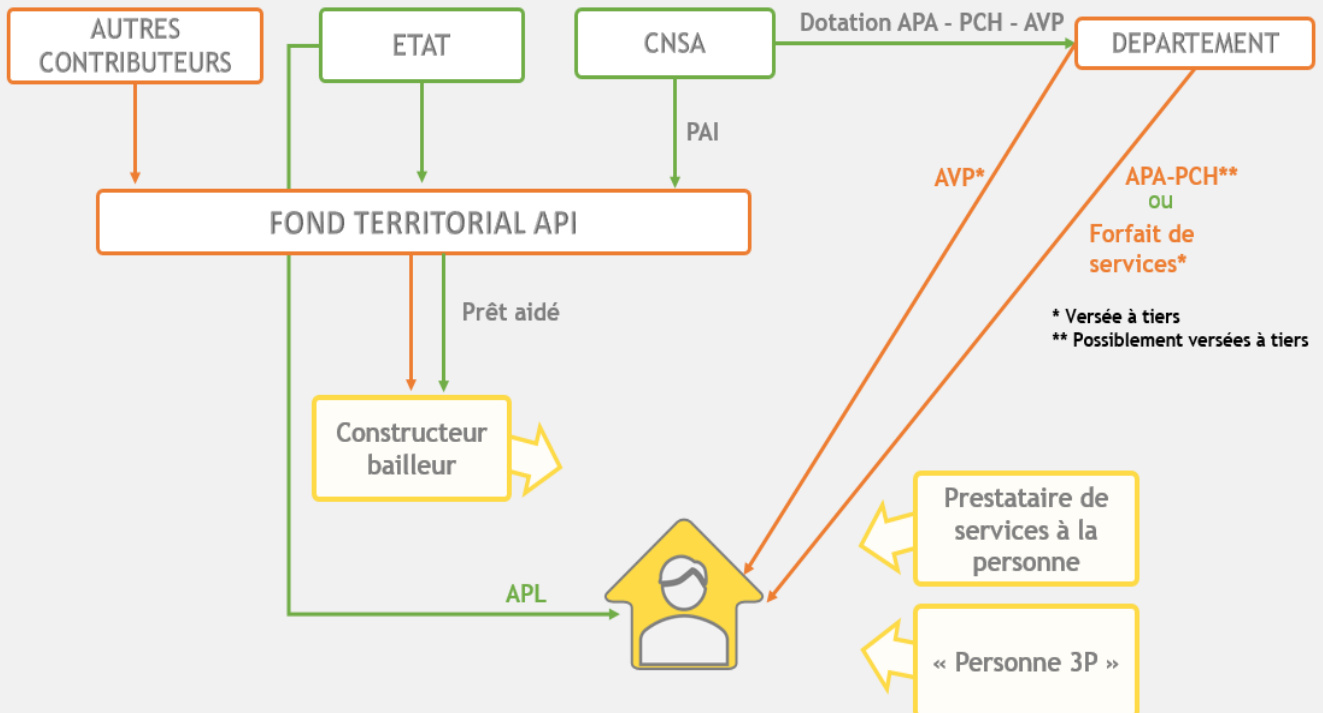 AUTRES
CONTRIBUTEURS
ETAT
CNSA
Dotation APA - PCH - AVP
DEPARTEMENT
PAI
AVP*
APA-PCH**
ou
Forfait de
services*
FOND TERRITORIAL API
Prêt aidé
* Versée à tiers
** Possiblement versées à tiers
Constructeur
bailleur
Prestataire de
services à la
personne
APL
« Personne 3P »